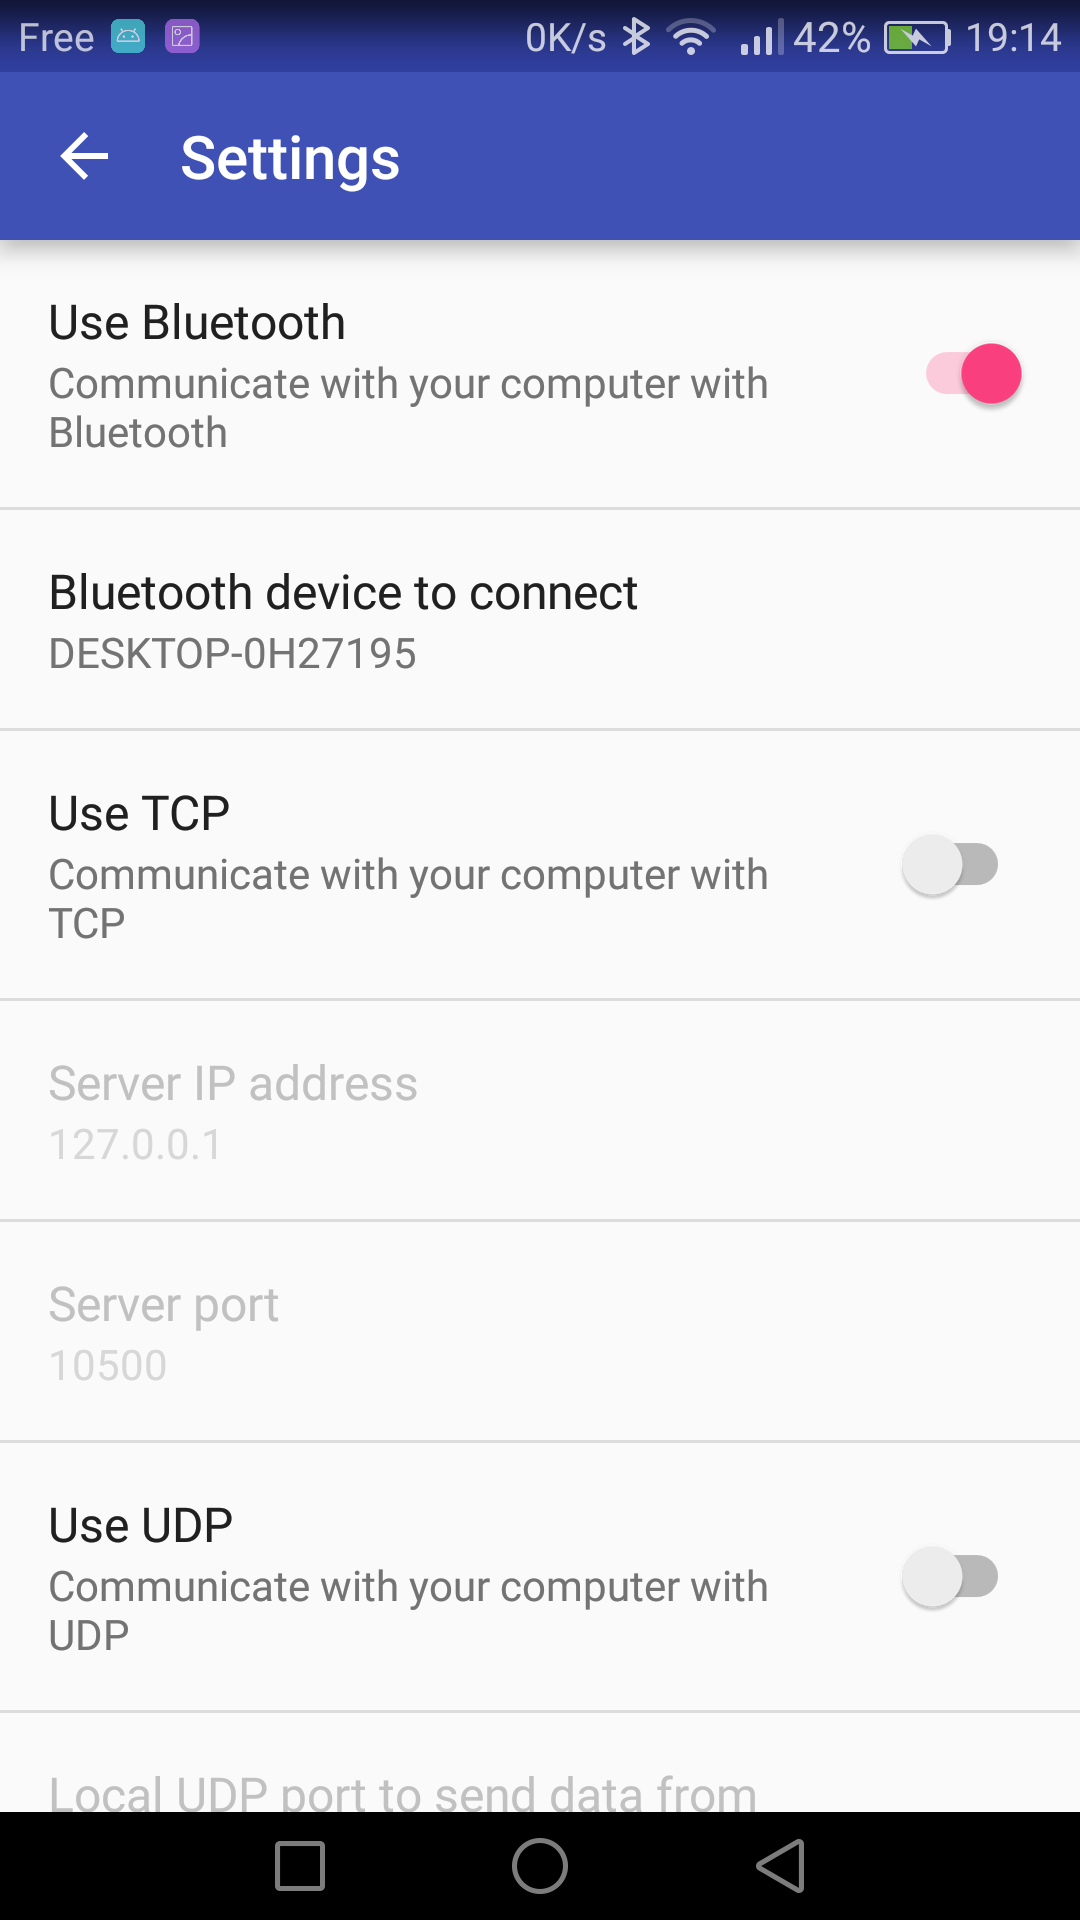 Free 0K/s 42% 19:14
Settings
Use Bluetooth
Communicate with your computer with
Bluetooth
Bluetooth device to connect
DESKTOP-0H27195
Use TCP
Communicate with your computer with
TCP
Server IP address
127.0.0.1
Server port
10500
Use UDP
Communicate with your computer with
UDP
Local UDP port to send data from